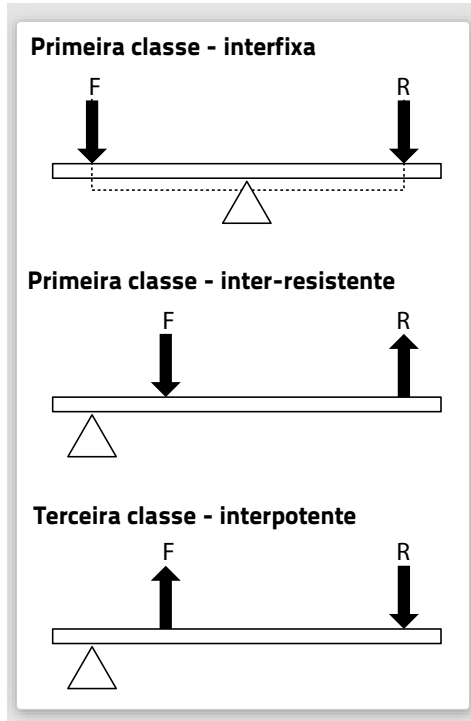 Primeira classe - interfixa
F R
Primeira classe - inter-resistente
F R
Terceira classe - interpotente
F R